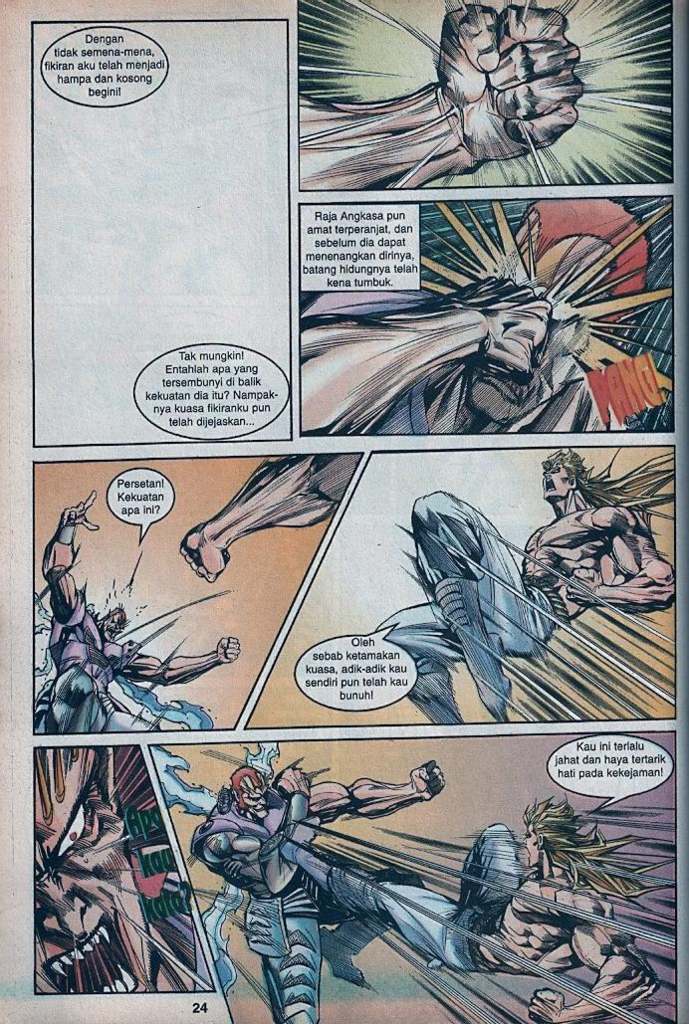 Dengan
tidak semena-mena,
fikiran aku telah menjadi
hampa dan kosong
begini!
Tak mungkin!
Entahlah apa yang
tersembunyi di balik
kekuatan dia itu? Nampak-
nya kuasa fikiranku pun
telah dijejaskan...
Raja Angkasa pun
amat terperanjat, dan
sebelum dia dapat
menenangkan dirinya,
batang hidungnya telah
kena tumbuk.
PANG!
Persetan!
Kekuatan
apa ini?
Oleh
sebab ketamakan
kuasa, adik-adik kau
sendiri pun telah kau
bunuh!
Apa
kau
kata?
Kau ini terlalu
jahat dan haya tertarik
hati pada kekejaman!
24